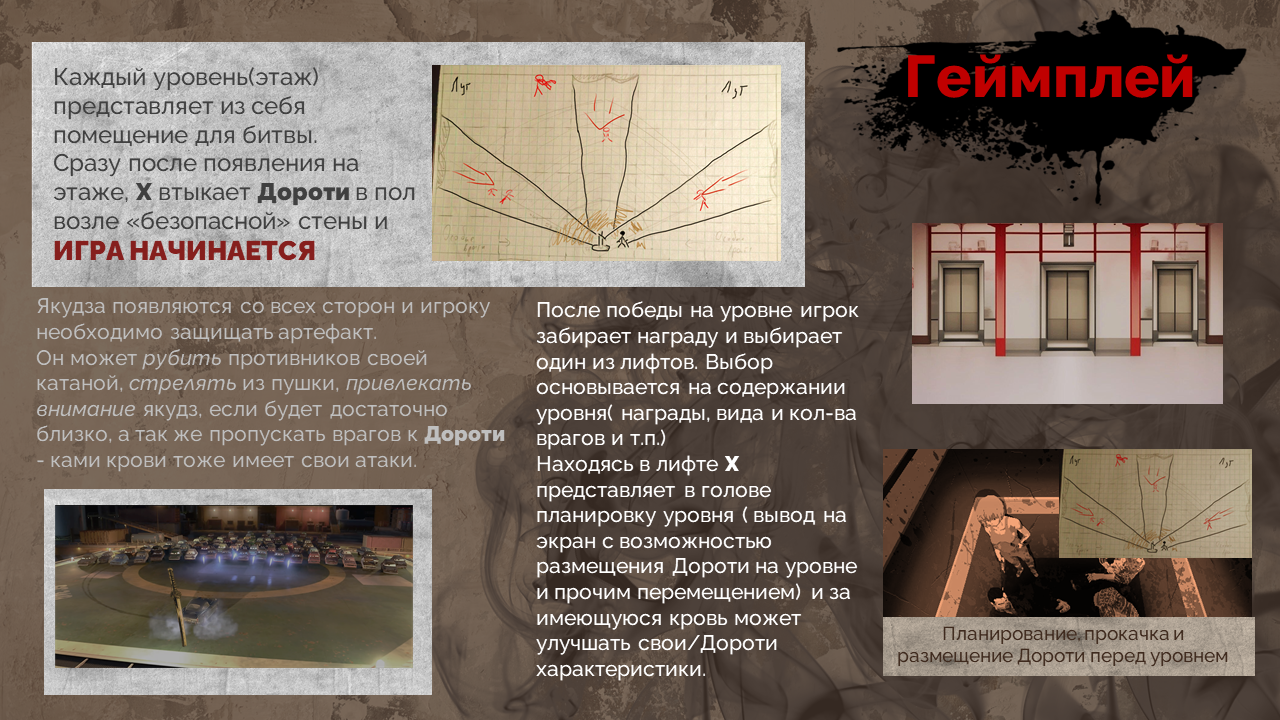 Геймплей
Каждый уровень(этаж)
представляет из себя
помещение для битвы.
Сразу после появления на
этаже, X втыкает Дороти в пол
возле «безопасной» стены и
ИГРА НАЧИНАЕТСЯ
Луг
Луг
Якудза появляются со всех сторон и игроку
необходимо защищать артефакт.
Он может рубить противников своей
катаной, стрелять из пушки, привлекать
внимание якудз, если будет достаточно
близко, а так же пропускать врагов к Дороти
- ками крови тоже имеет свои атаки.
После победы на уровне игрок
забирает награду и выбирает
один из лифтов. Выбор
основывается на содержании
уровня( награды, вида и кол-ва
врагов и т.п.)
Находясь в лифте X
представляет в голове
планировку уровня ( вывод на
экран с возможностью
размещения Дороти на уровне
и прочим перемещением) и за
имеющуюся кровь может
улучшать свои/Дороти
характеристики.
Луг
Луг
Планирование, прокачка и
размещение Дороти перед уровнем